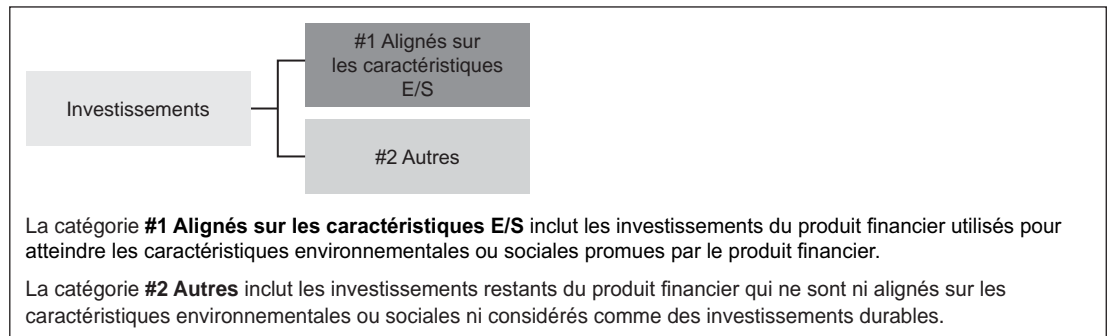 #1 Alignés sur
les caractéristiques
E/S
Investissements
#2 Autres
La catégorie #1 Alignés sur les caractéristiques E/S inclut les investissements du produit financier utilisés pour
atteindre les caractéristiques environnementales ou sociales promues par le produit financier.
La catégorie #2 Autres inclut les investissements restants du produit financier qui ne sont ni alignés sur les
caractéristiques environnementales ou sociales ni considérés comme des investissements durables.